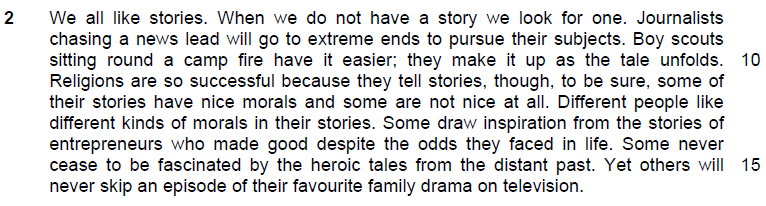 2 We all like stories. When we do not have a story we look for one. Journalists
chasing a news lead will go to extreme ends to pursue their subjects. Boy scouts
sitting round a camp fire have it easier; they make it up as the tale unfolds. 10
Religions are so successful because they tell stories, though, to be sure, some of
their stories have nice morals and some are not nice at all. Different people like
different kinds of morals in their stories. Some draw inspiration from the stories of
entrepreneurs who made good despite the odds they faced in life. Some never
cease to be fascinated by the heroic tales from the distant past. Yet others will 15
never skip an episode of their favourite family drama on television.